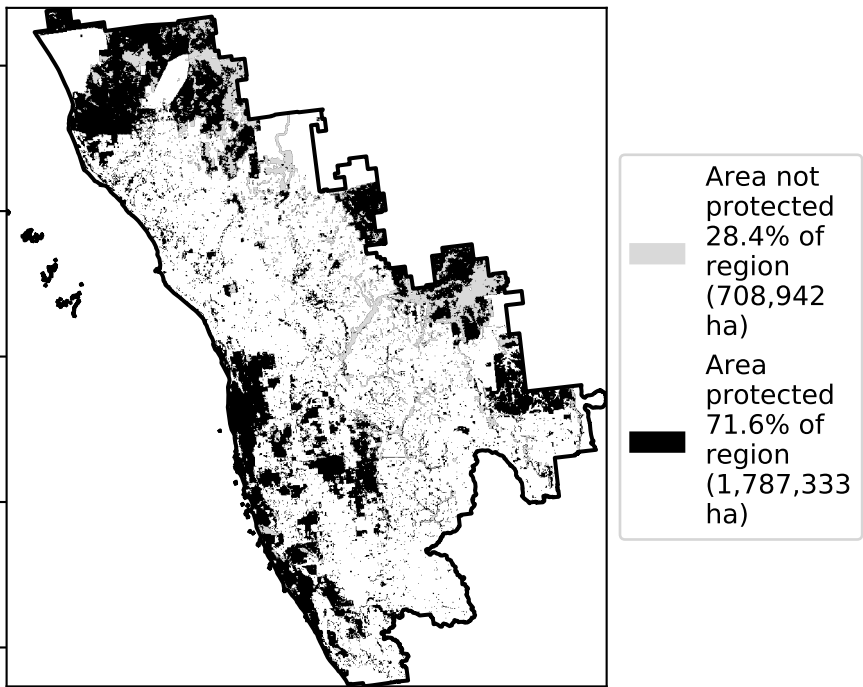 Area not
protected
28.4% of
region
(708,942
ha)
Area
protected
71.6% of
region
(1,787,333
ha)